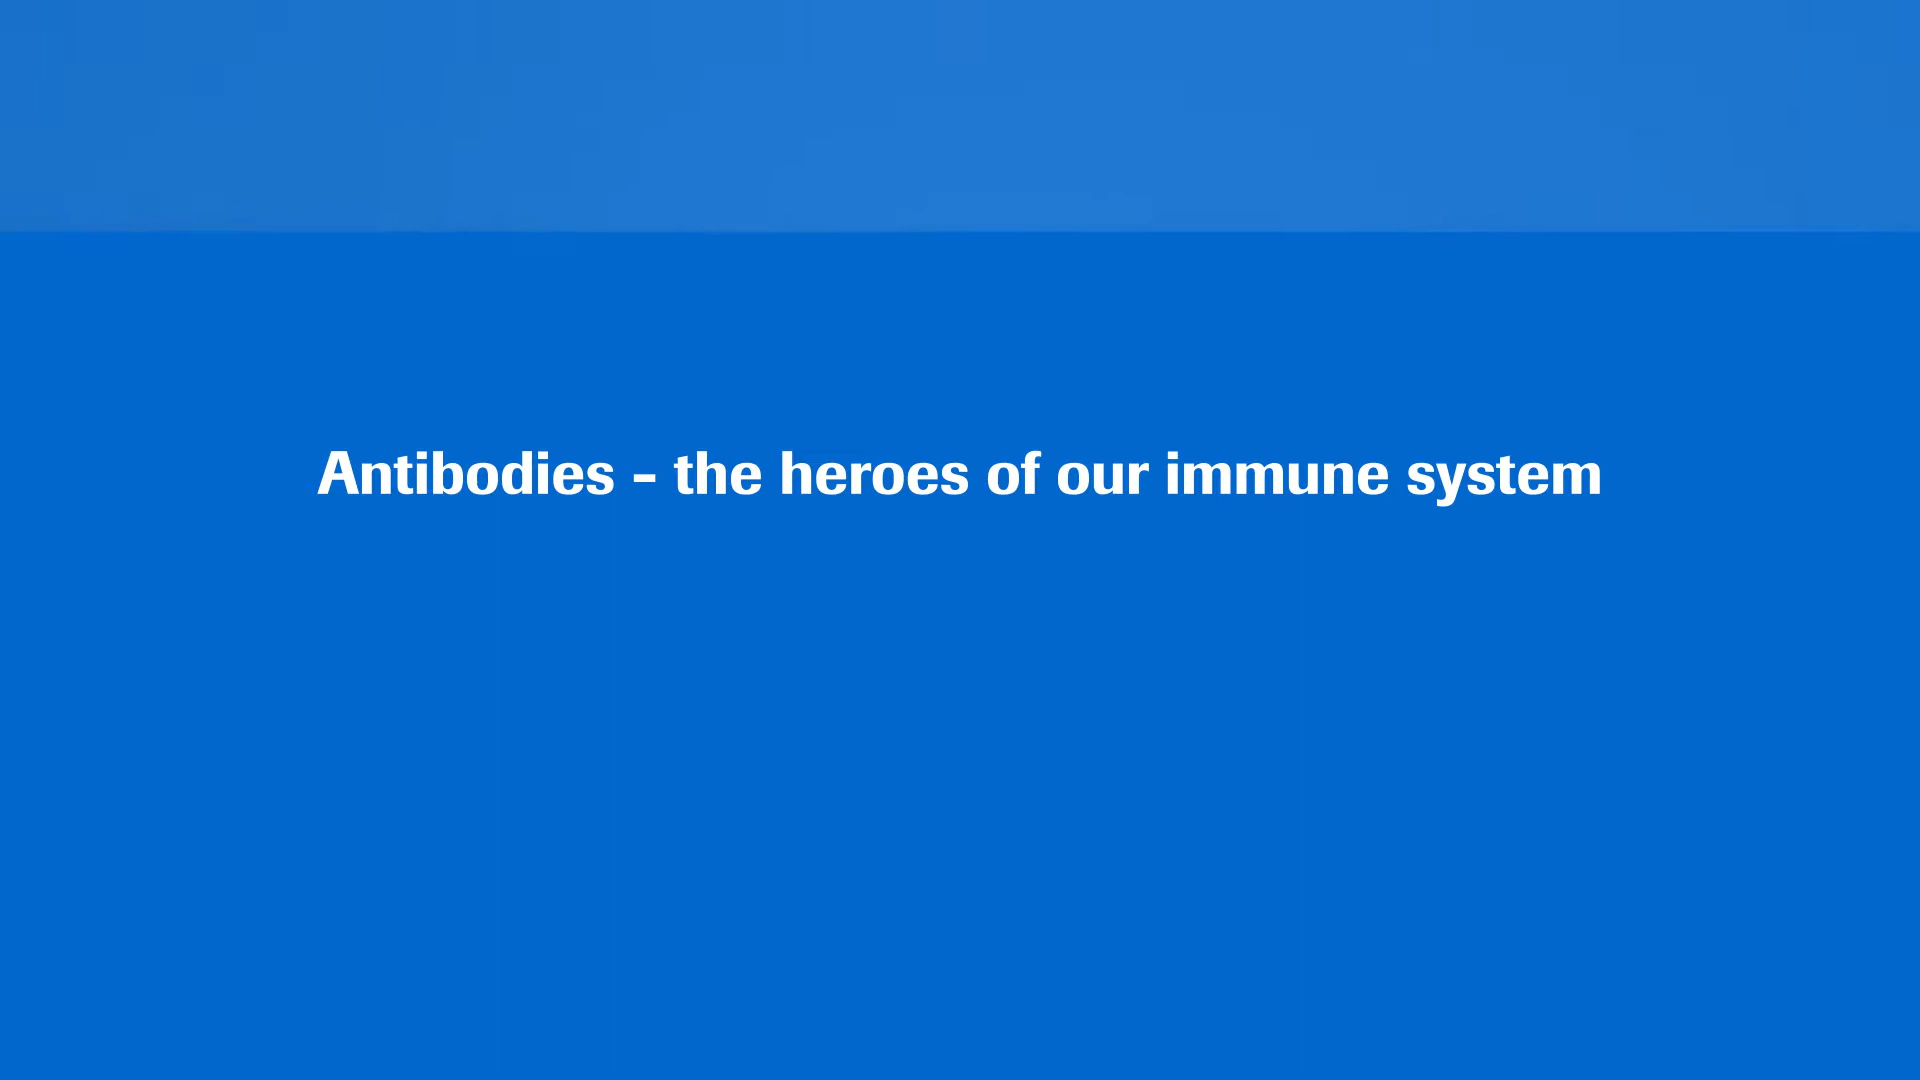 Antibodies – the heroes of our immune system